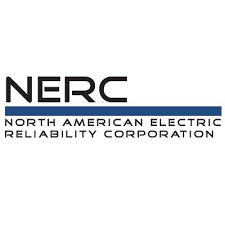 NERC
NORTH AMERICAN ELECTRIC
RELIABILITY CORPORATION